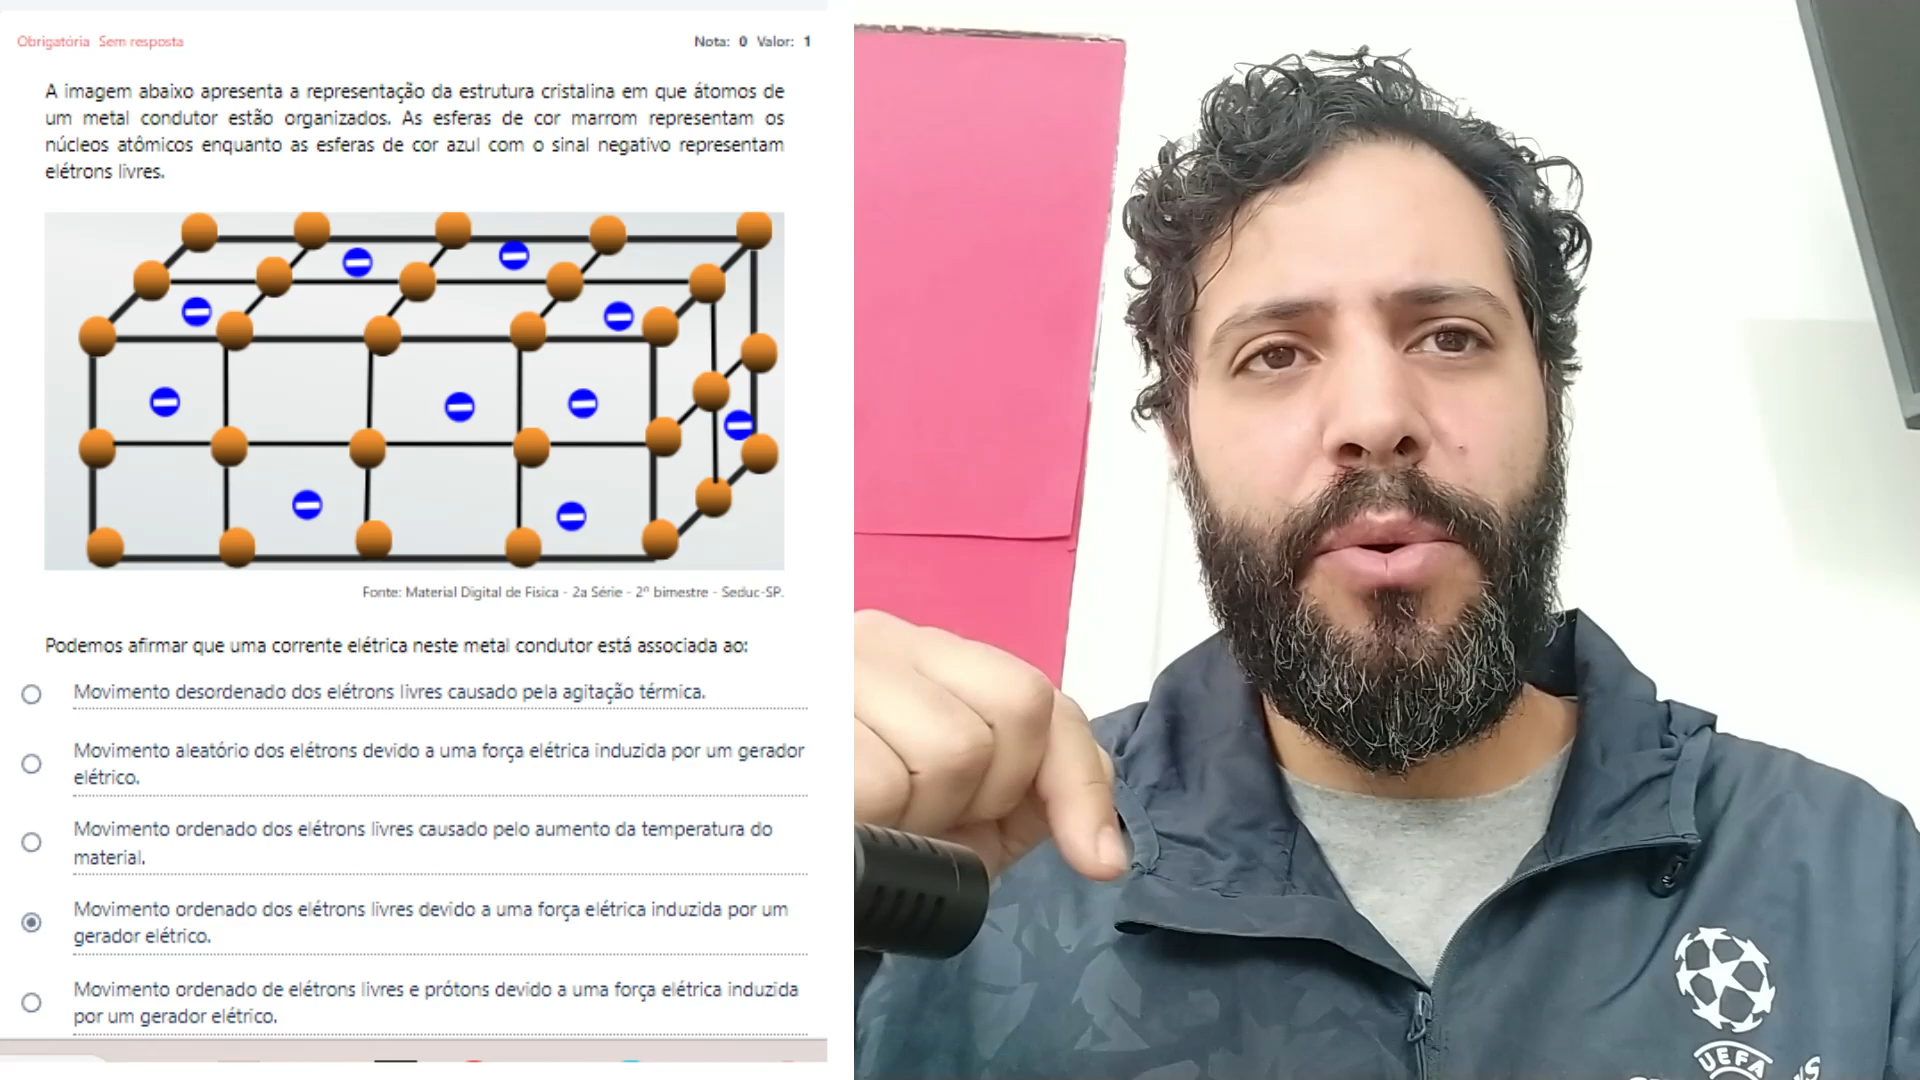 Obrigatória Sem resposta
Nota: 0 Valor: 1
A imagem abaixo apresenta a representação da estrutura cristalina em que átomos de
um metal condutor estão organizados. As esferas de cor marrom representam os
núcleos atômicos enquanto as esferas de cor azul com o sinal negativo representam
elétrons livres.
Fonte: Material Digital de Física - 2a Série - 2º bimestre - Seduc-SP.
Podemos afirmar que uma corrente elétrica neste metal condutor está associada ao:
Movimento desordenado dos elétrons livres causado pela agitação térmica.
Movimento aleatório dos elétrons devido a uma força elétrica induzida por um gerador
elétrico.
Movimento ordenado dos elétrons livres causado pelo aumento da temperatura do
material.
Movimento ordenado dos elétrons livres devido a uma força elétrica induzida por um
gerador elétrico.
Movimento ordenado de elétrons livres e prótons devido a uma força elétrica induzida
por um gerador elétrico.
UEFA